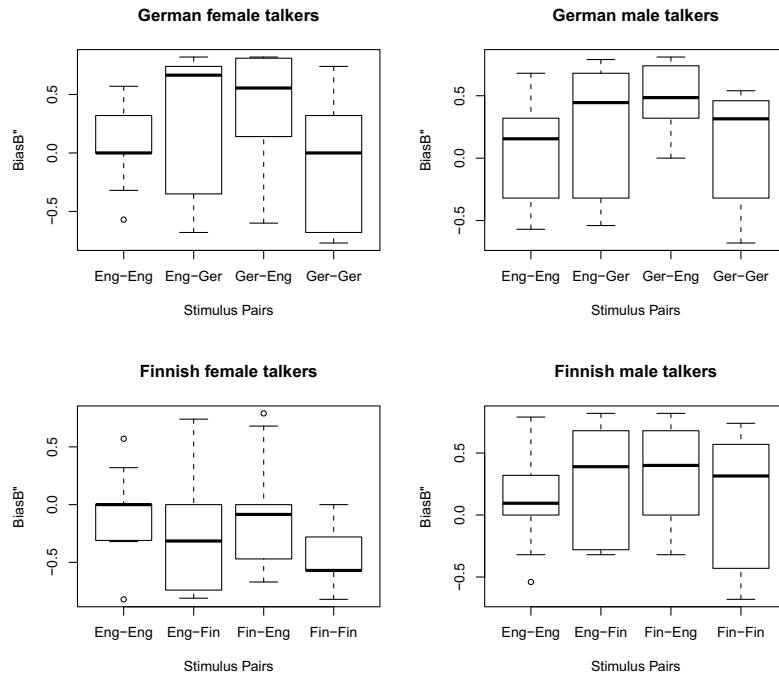 German female talkers
BiasB"
0.5
0.0
−0.5
Eng−Eng Eng−Ger Ger−Eng Ger−Ger
Stimulus Pairs
German male talkers
BiasB"
0.5
0.0
−0.5
Eng−Eng Eng−Ger Ger−Eng Ger−Ger
Stimulus Pairs
Finnish female talkers
BiasB"
0.5
0.0
−0.5
Eng−Eng Eng−Fin Fin−Eng Fin−Fin
Stimulus Pairs
Finnish male talkers
BiasB"
0.5
0.0
−0.5
Eng−Eng Eng−Fin Fin−Eng Fin−Fin
Stimulus Pairs